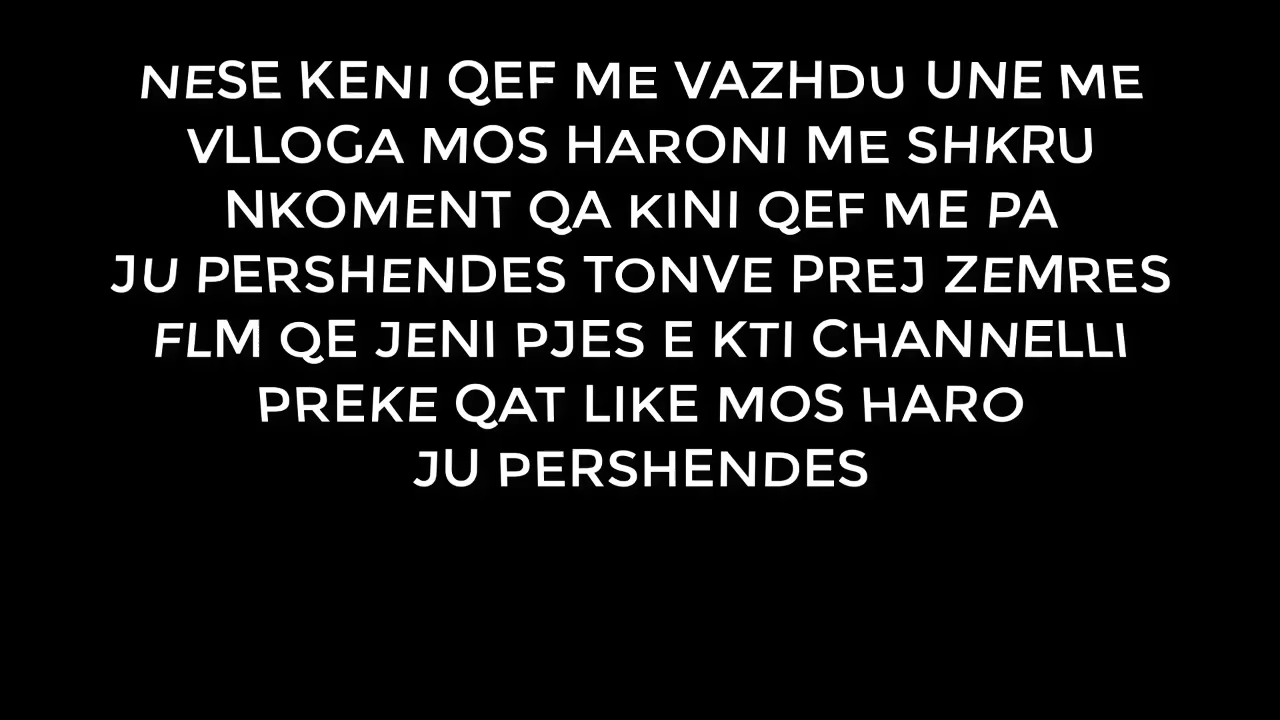 NESE KENI QEF ME VAZHDU UNE ME
VLLOGA MOS HARONI ME SHKRU
NKOMENT QA KINI QEF ME PA
JU PERSHENDES TONVE PREJ ZEMRES
FLM QE JENI PJES E KTI CHANNELLI
PREKE QAT LIKE MOS HARO
JU PERSHENDES